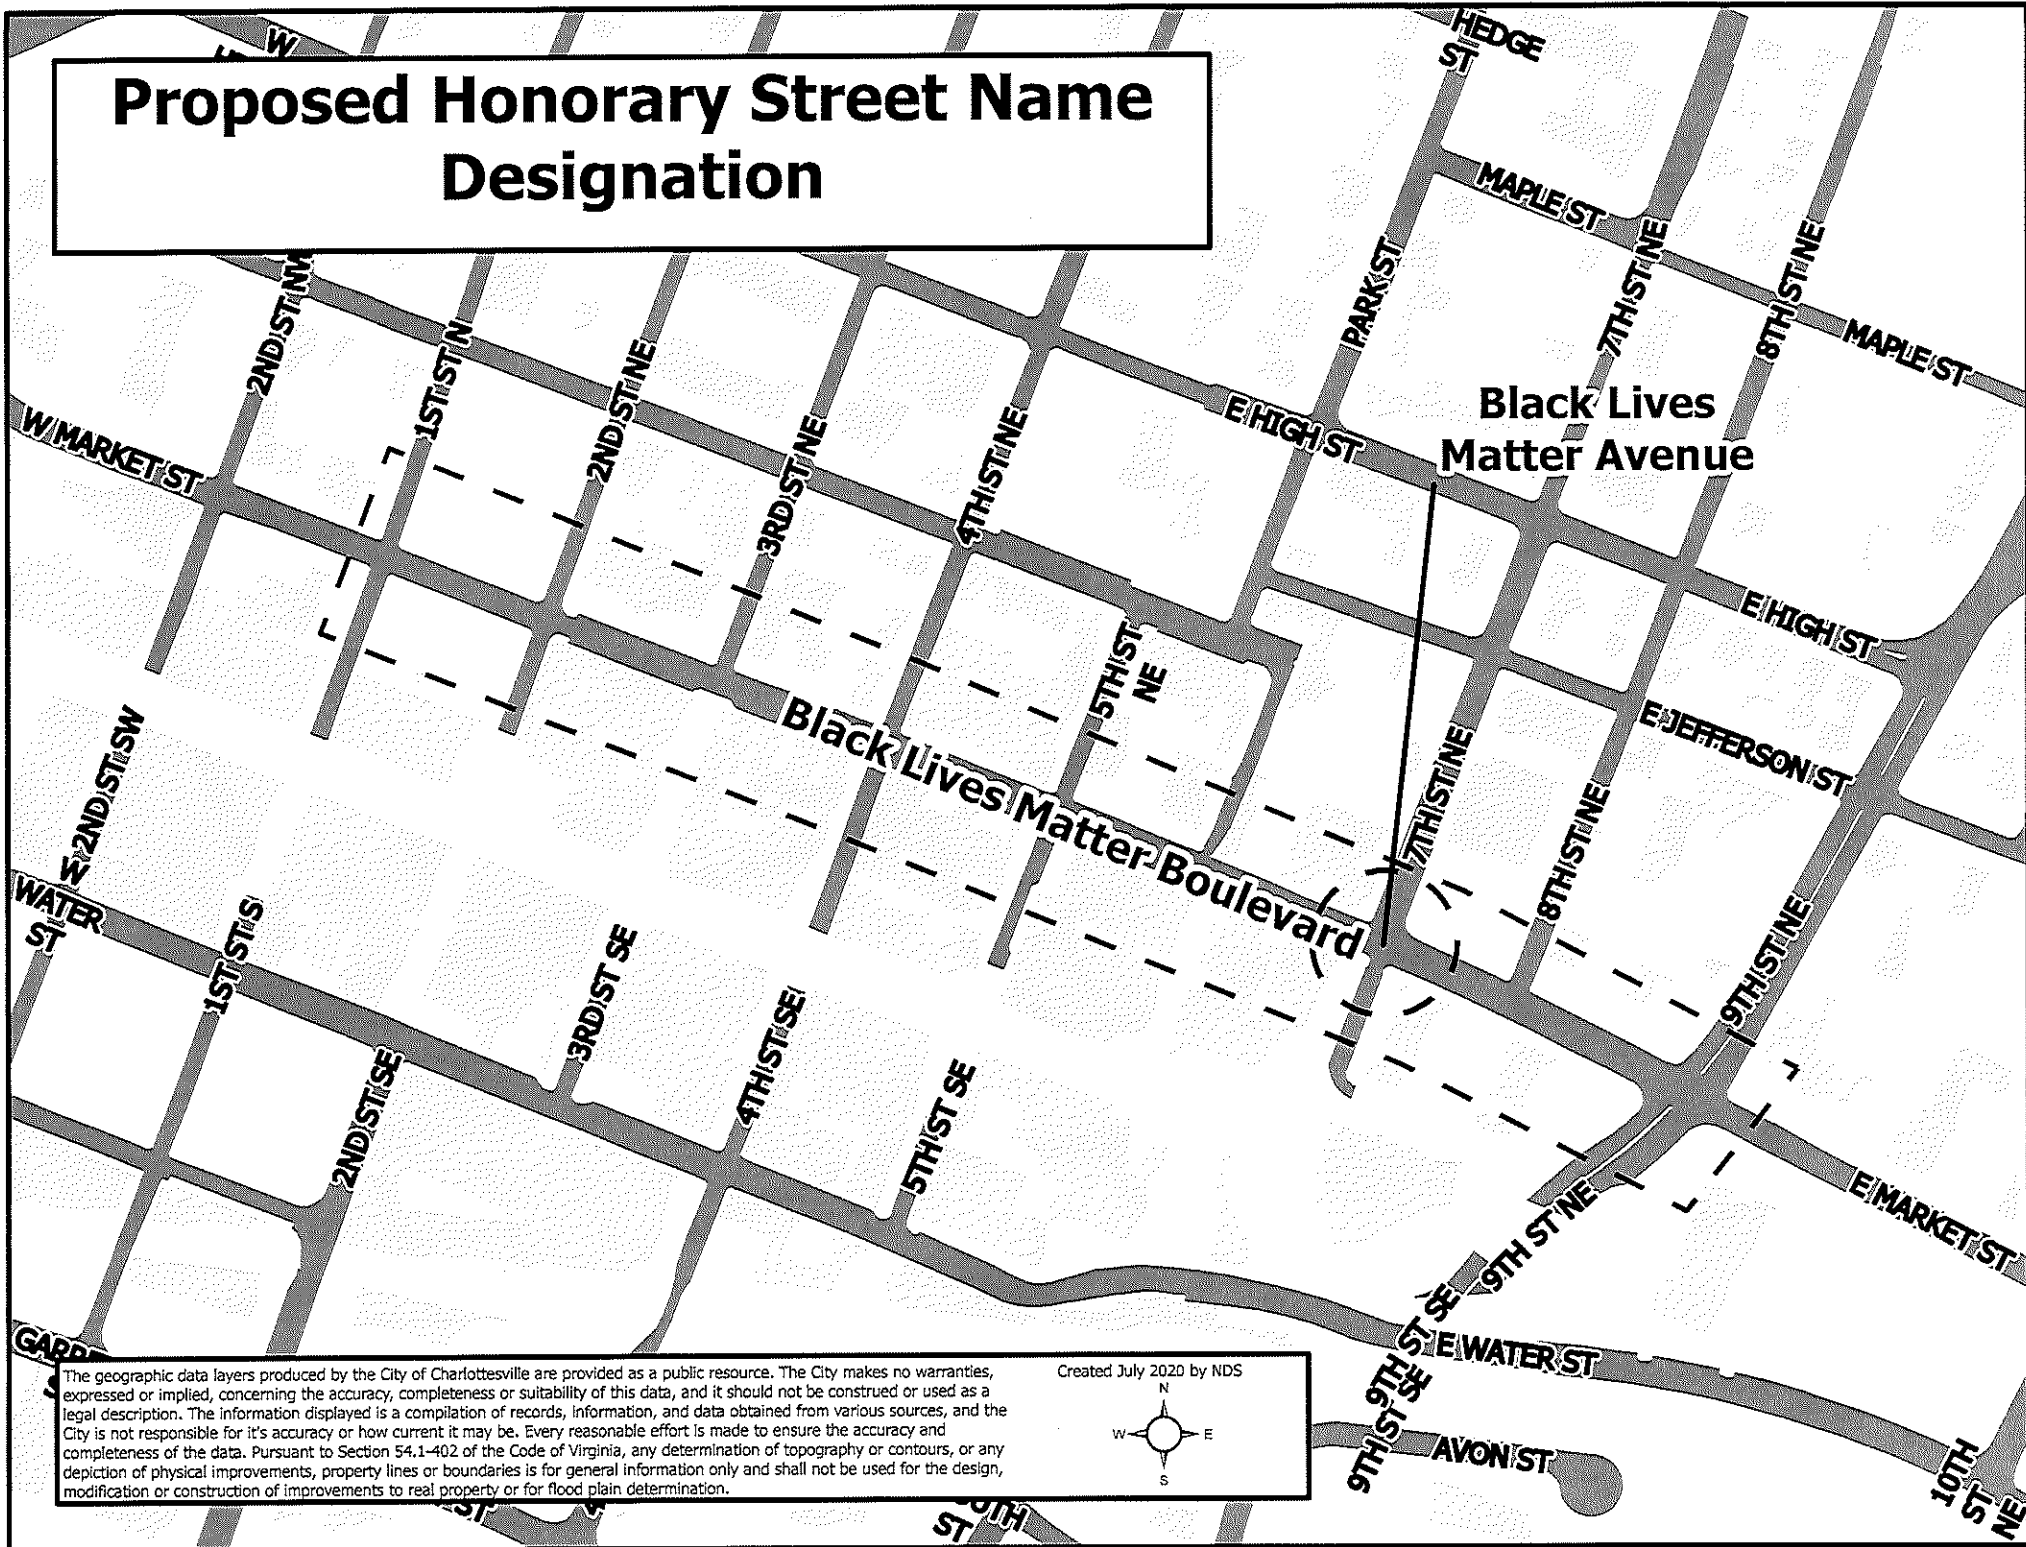 W
HEDGE
ST
Proposed Honorary Street Name
Designation
MAPLE ST
2ND ST NW
1ST ST N
2ND ST NE
3RD ST NE
4TH ST NE
PARK ST
7TH ST NE
8TH ST NE
MAPLE ST
W MARKET ST
E HIGH ST
Black Lives
Matter Avenue
E HIGH ST
5TH ST
NE
E JEFFERSON ST
2ND ST SW
Black Lives Matter Boulevard
7TH ST NE
8TH ST NE
9TH ST NE
W
WATER
ST
1ST ST S
3RD ST SE
4TH ST SE
2ND ST SE
5TH ST SE
E MARKET ST
9TH ST NE
9TH ST SE
9TH ST SE
E WATER ST
AVON ST
10TH
ST
NE
The geographic data layers produced by the City of Charlottesville are provided as a public resource. The City makes no warranties,
expressed or implied, concerning the accuracy, completeness or suitability of this data, and it should not be construed or used as a
legal description. The information displayed is a compilation of records, information, and data obtained from various sources, and the
City is not responsible for it's accuracy or how current it may be. Every reasonable effort is made to ensure the accuracy and
completeness of the data. Pursuant to Section 54.1-402 of the Code of Virginia, any determination of topography or contours, or any
depiction of physical improvements, property lines or boundaries is for general information only and shall not be used for the design,
modification or construction of improvements to real property or for flood plain determination.
Created July 2020 by NDS
N
W E
S
ST
ST